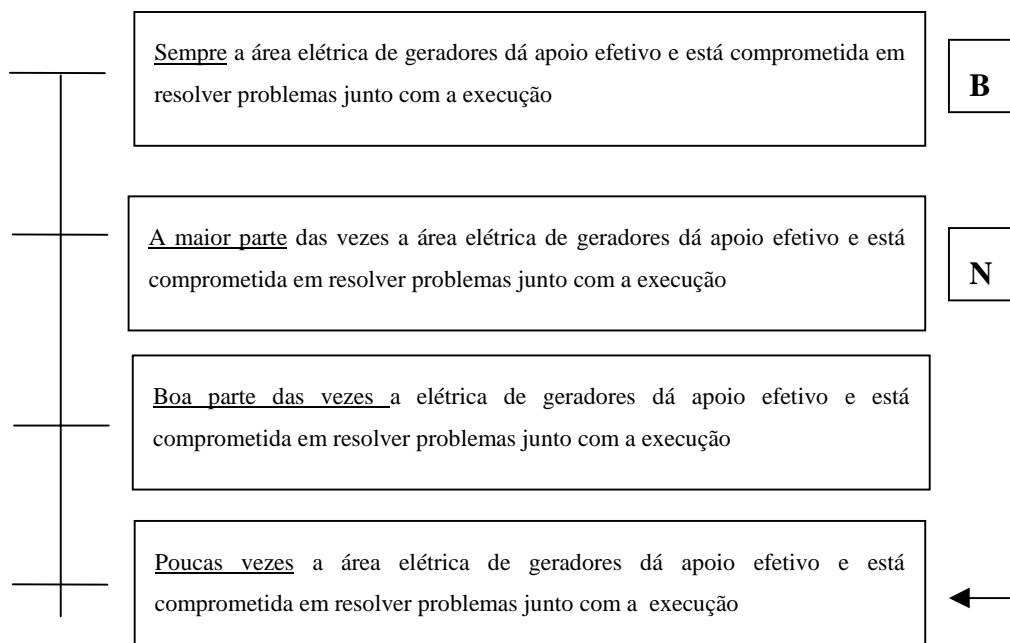 Sempre a área elétrica de geradores dá apoio efetivo e está comprometida em
resolver problemas junto com a execução
B
A maior parte das vezes a área elétrica de geradores dá apoio efetivo e está
comprometida em resolver problemas junto com a execução
N
Boa parte das vezes a elétrica de geradores dá apoio efetivo e está
comprometida em resolver problemas junto com a execução
Poucas vezes a área elétrica de geradores dá apoio efetivo e está
comprometida em resolver problemas junto com a execução